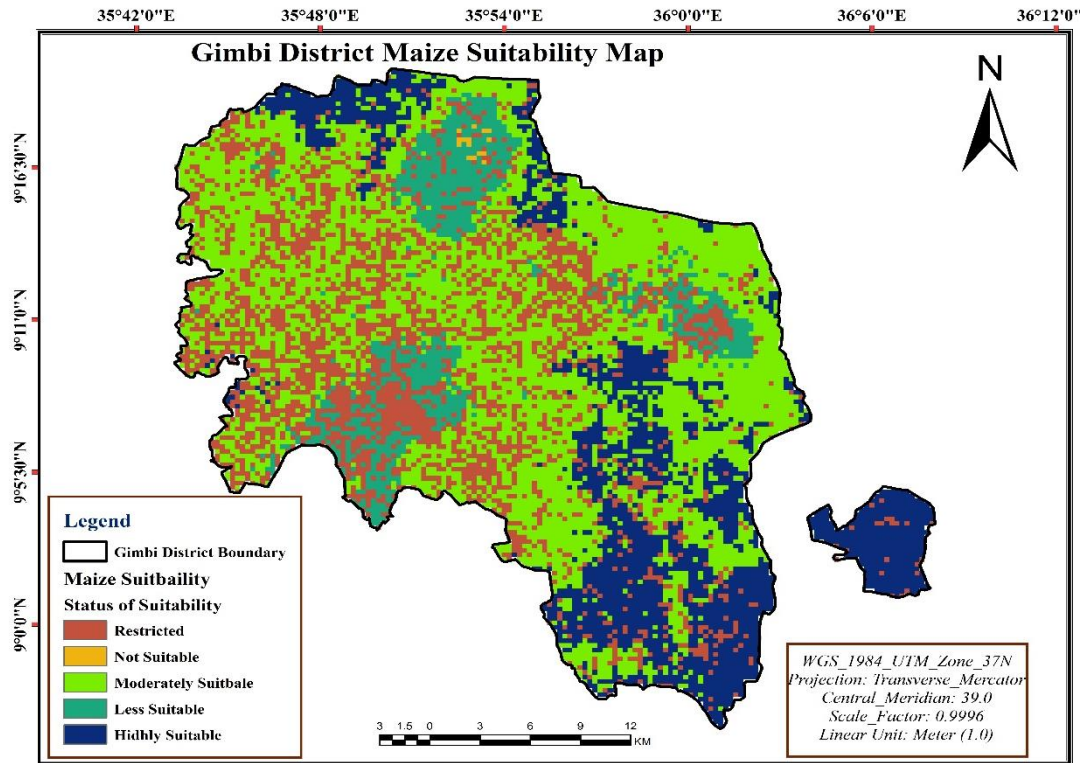 35°42'0"E 35°48'0"E 35°54'0"E 36°0'0"E 36°6'0"E 36°12'0"E
Gimbi District Maize Suitability Map
N
9°16'30"N
9°11'0"N
9°5'30"N
9°0'0"N
Legend
Gimbi District Boundary
Maize Suitbaility
Status of Suitability
Restricted
Not Suitable
Moderately Suitbale
Less Suitable
Hidhly Suitable
3 1.5 0 3 6 9 12
KM
WGS_1984_UTM_Zone_37N
Projection: Transverse_Mercator
Central_Meridian: 39.0
Scale_Factor: 0.9996
Linear Unit: Meter (1.0)